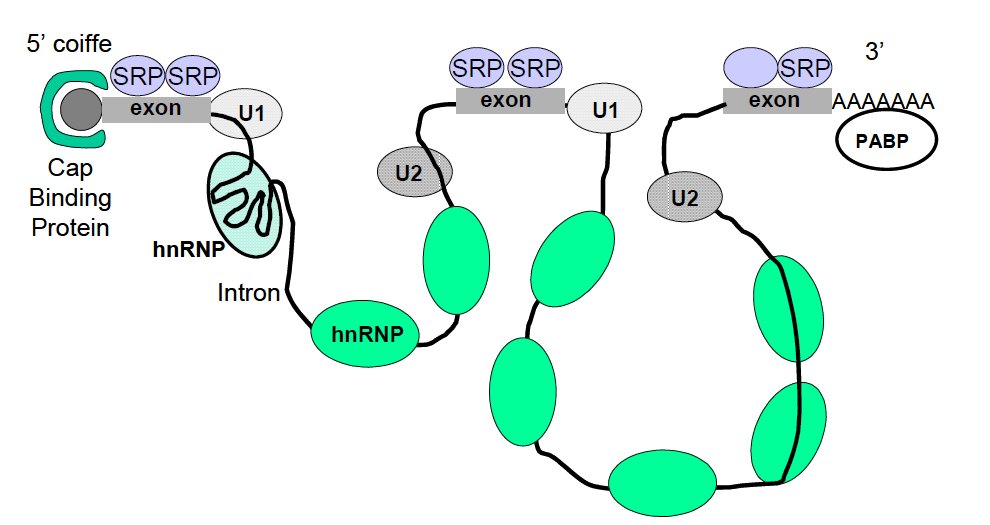 5’ coiffe
SRP SRP
exon
U1
Cap
Binding
Protein
hnRNP
Intron
hnRNP
U2
SRP SRP
exon
U1
SRP
3’
exon
AAAAAAA
PABP
U2